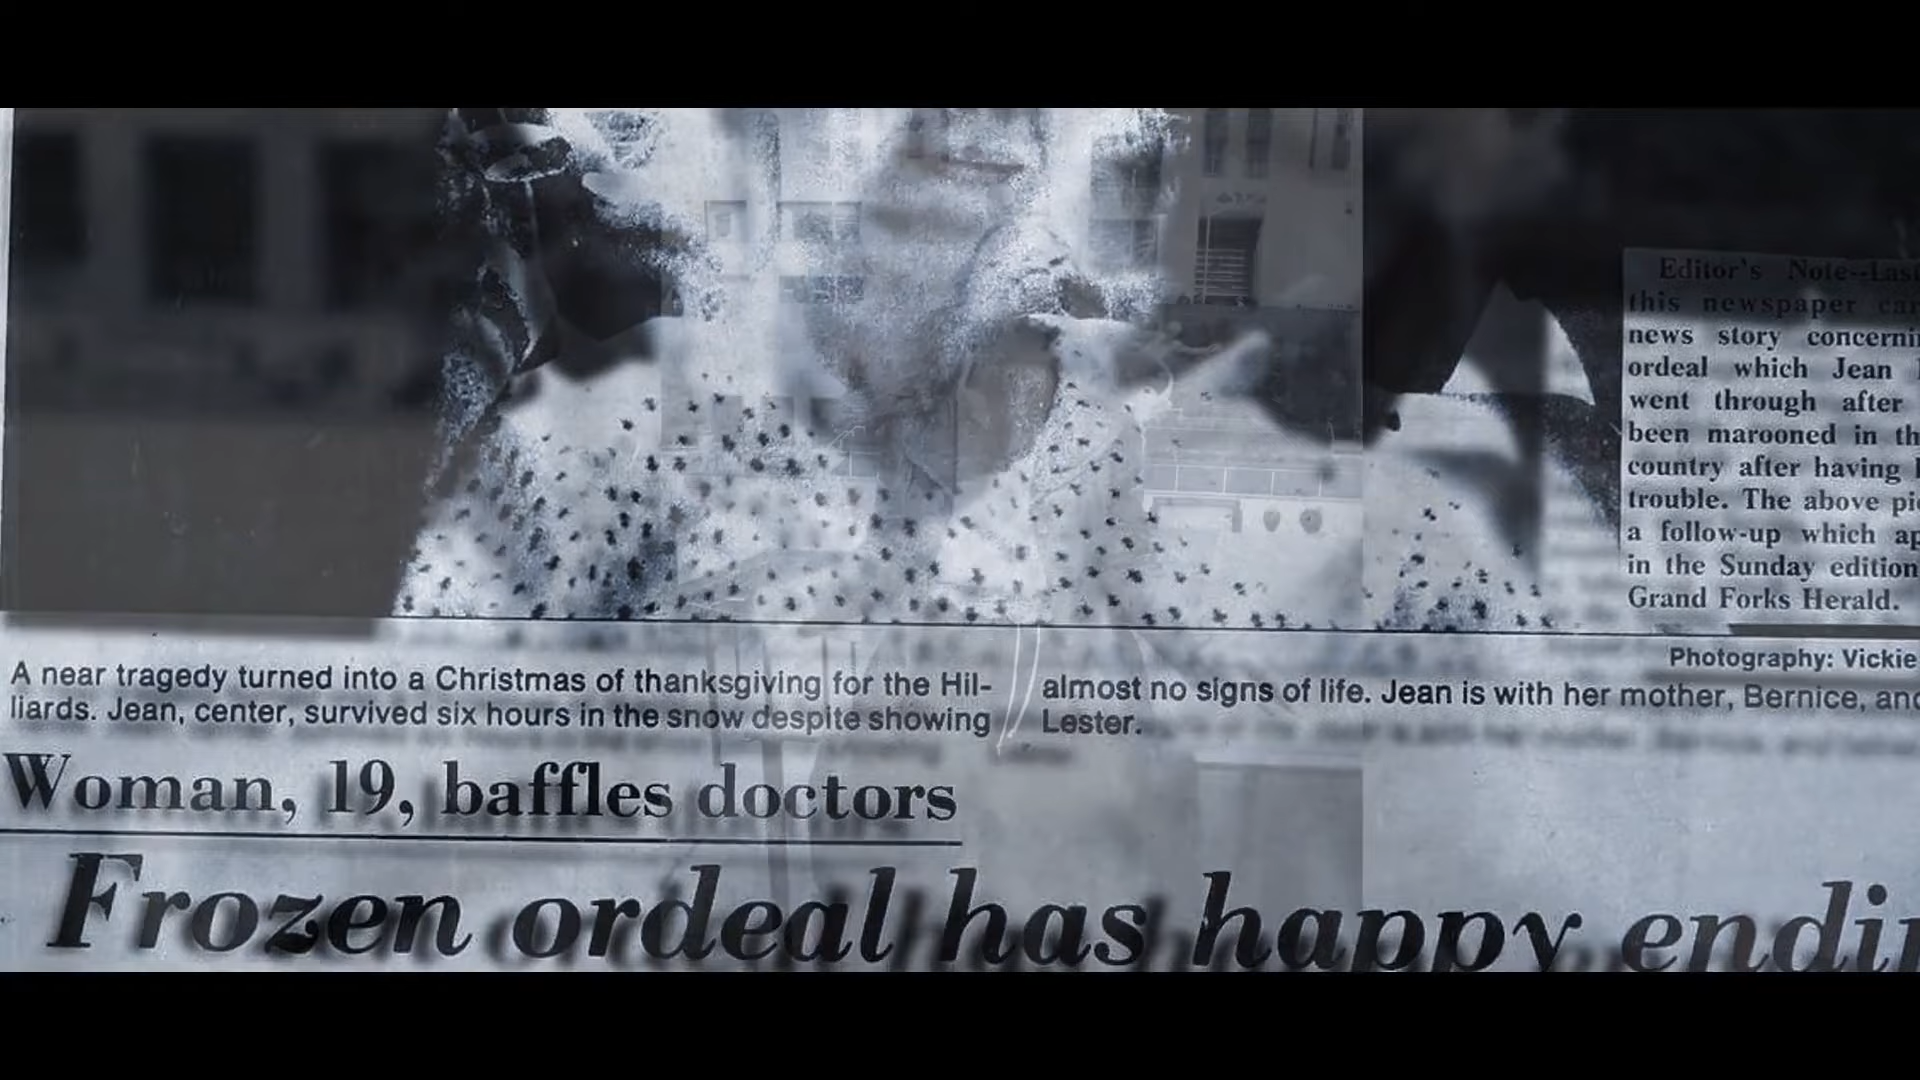 Editor's Note--Last
this newspaper car
news story concerni
ordeal which Jean
went through after
been marooned in th
country after having
trouble. The above pi
a follow-up which ap
in the Sunday edition
Grand Forks Herald.
Photography: Vickie
A near tragedy turned into a Christmas of thanksgiving for the Hil-
liards. Jean, center, survived six hours in the snow despite showing
almost no signs of life. Jean is with her mother, Bernice, and
Lester.
Woman, 19, baffles doctors
Frozen ordeal has happy endin